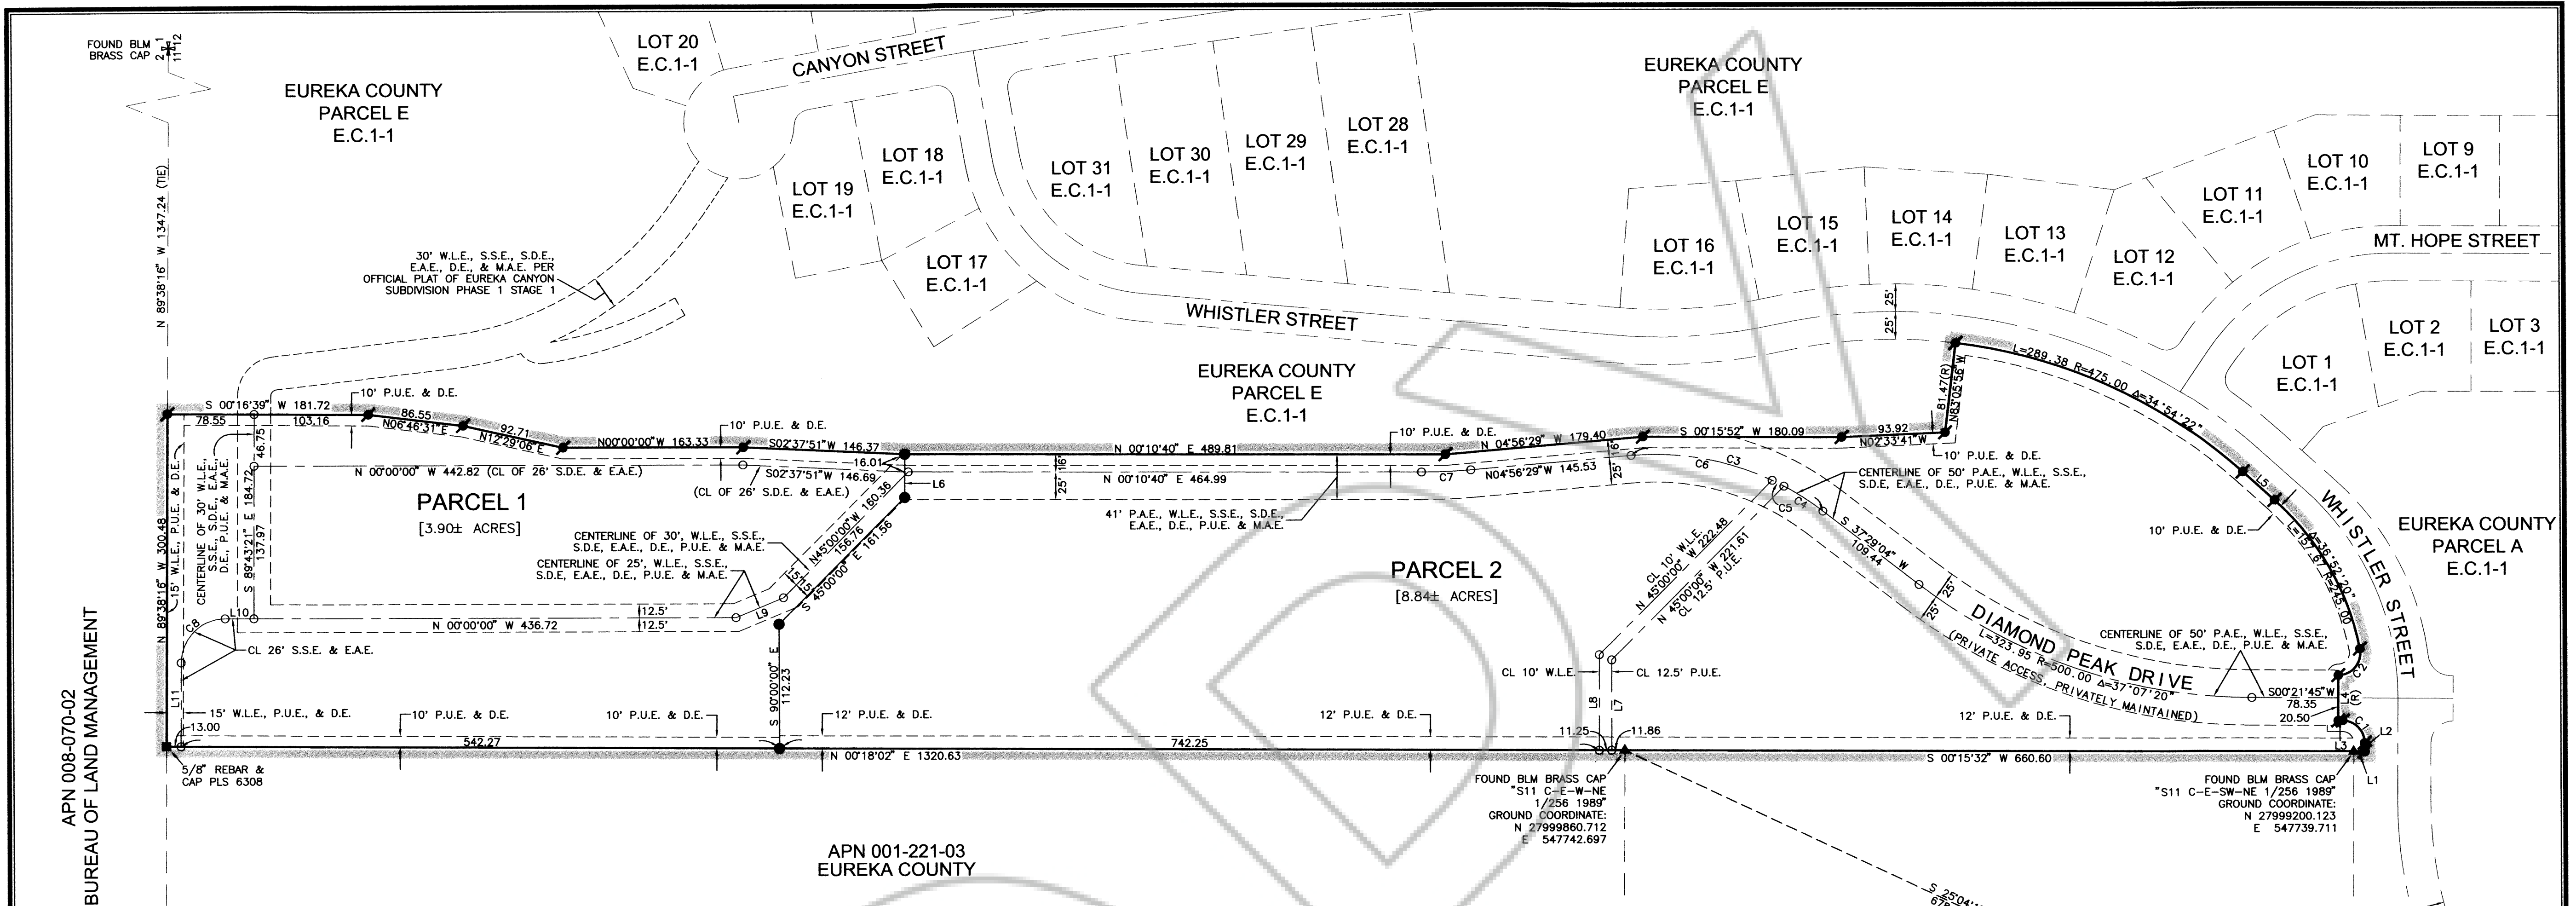 FOUND BLM
BRASS CAP
2 1
11 12
EUREKA COUNTY
PARCEL E
E.C.1-1
LOT 20
E.C.1-1
CANYON STREET
LOT 19
E.C.1-1
LOT 18
E.C.1-1
LOT 17
E.C.1-1
LOT 31
E.C.1-1
LOT 30
E.C.1-1
LOT 29
E.C.1-1
LOT 28
E.C.1-1
EUREKA COUNTY
PARCEL E
E.C.1-1
LOT 16
E.C.1-1
LOT 15
E.C.1-1
LOT 14
E.C.1-1
LOT 13
E.C.1-1
LOT 12
E.C.1-1
LOT 11
E.C.1-1
LOT 10
E.C.1-1
LOT 9
E.C.1-1
MT. HOPE STREET
LOT 1
E.C.1-1
LOT 2
E.C.1-1
LOT 3
E.C.1-1
N 89°38'16" W 1347.24 (TIE)
30' W.L.E., S.S.E., S.D.E.,
E.A.E., D.E., & M.A.E. PER
OFFICIAL PLAT OF EUREKA CANYON
SUBDIVISION PHASE 1 STAGE 1
WHISTLER STREET
25'
25'
EUREKA COUNTY
PARCEL E
E.C.1-1
S 00°16'39" W 181.72
78.55
103.16
10' P.U.E. & D.E.
86.55
N06°46'31"E
92.71
N12°29'06"E
N00°00'00"W 163.33
10' P.U.E. & D.E.
S02°37'51"W 146.37
16.01
N 00°10'40" E 489.81
10' P.U.E. & D.E.
N 04°56'29" W 179.40
S 00°15'52" W 180.09
93.92
N02°33'41"W
81.47(R)
N83°05'56"W
10' P.U.E. & D.E.
L=289.38 R=475.00 Δ=34°54'22"
L5
10' P.U.E. & D.E.
L=157.67 R=245.00
Δ=36°52'20"
WHISTLER STREET
EUREKA COUNTY
PARCEL A
E.C.1-1
46.75
N 00°00'00" W 442.82 (CL OF 26' S.D.E. & E.A.E.)
S02°37'51"W 146.69
(CL OF 26' S.D.E. & E.A.E.)
L6
25' 16'
N 00°10'40" E 464.99
C7
N04°56'29"W 145.53
25' 16'
C6
C3
C5
C4
CENTERLINE OF 50' P.A.E., W.L.E., S.S.E.,
S.D.E, E.A.E., D.E., P.U.E. & M.A.E.
PARCEL 1
[3.90± ACRES]
41' P.A.E., W.L.E., S.S.E., S.D.E.,
E.A.E., D.E., P.U.E. & M.A.E.
N 89°38'16" W 300.48
15' W.L.E., P.U.E. & D.E.
CENTERLINE OF 30' W.L.E.,
S.S.E., S.D.E., E.A.E.,
D.E., P.U.E. & M.A.E.
S 89°43'21" E 184.72
137.97
CENTERLINE OF 30', W.L.E., S.S.E.,
S.D.E, E.A.E., D.E., P.U.E. & M.A.E.
CENTERLINE OF 25', W.L.E., S.S.E.,
S.D.E, E.A.E., D.E., P.U.E. & M.A.E.
N45°00'00"W 160.36
156.76
S 45°00'00" E 161.56
15'
15'
L9
PARCEL 2
[8.84± ACRES]
CL 10' W.L.E.
N 45°00'00" W 222.48
N 45°00'00" W 221.61
CL 12.5' P.U.E.
S 37°29'04" W
109.44
25'
25'
DIAMOND PEAK DRIVE
L=323.95 R=500.00 Δ=37°07'20"
(PRIVATE ACCESS, PRIVATELY MAINTAINED)
CENTERLINE OF 50' P.A.E., W.L.E., S.S.E.,
S.D.E, E.A.E., D.E., P.U.E. & M.A.E.
APN 008-070-02
BUREAU OF LAND MANAGEMENT
L10
C8
12.5'
12.5'
N 00°00'00" W 436.72
CL 26' S.S.E. & E.A.E.
L11
S 90°00'00" E
112.23
CL 10' W.L.E.
CL 12.5' P.U.E.
L8
L7
C2
S00°21'45"W
78.35
20.50
L4
(R)
C1
L2
L3
L1
15' W.L.E., P.U.E., & D.E.
13.00
10' P.U.E. & D.E.
10' P.U.E. & D.E.
12' P.U.E. & D.E.
12' P.U.E. & D.E.
12' P.U.E. & D.E.
542.27
742.25
11.25
11.86
N 00°18'02" E 1320.63
S 00°15'32" W 660.60
5/8" REBAR &
CAP PLS 6308
FOUND BLM BRASS CAP
"S11 C-E-W-NE
1/256 1989"
GROUND COORDINATE:
N 27999860.712
E 547742.697
FOUND BLM BRASS CAP
"S11 C-E-SW-NE 1/256 1989"
GROUND COORDINATE:
N 27999200.123
E 547739.711
APN 001-221-03
EUREKA COUNTY